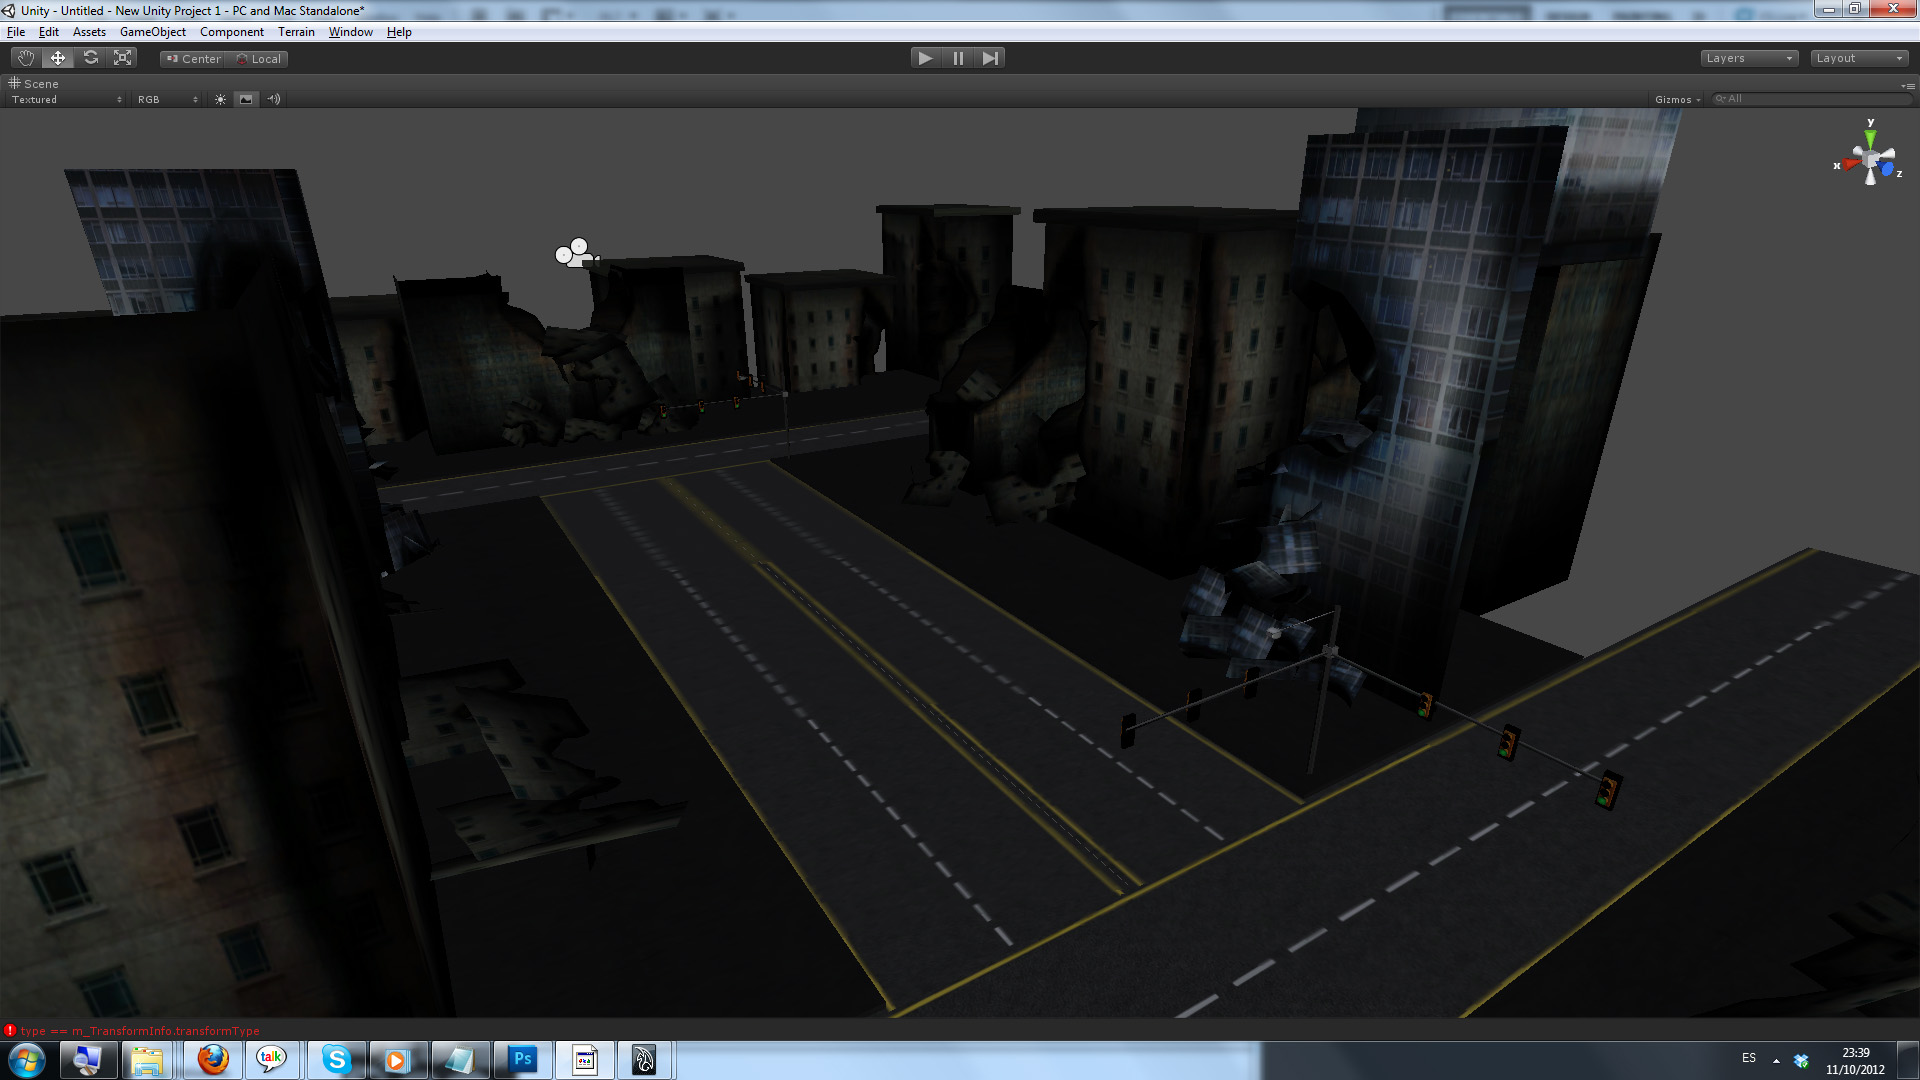 Unity - Untitled - New Unity Project 1 - PC and Mac Standalone*
File Edit Assets GameObject Component Terrain Window Help
Center Local Layers Layout
Scene
Textured RGB Gizmos All
y
x
z
type == m_TransformInfo.transformType
talk
S
Ps
ES
23:39
11/10/2012